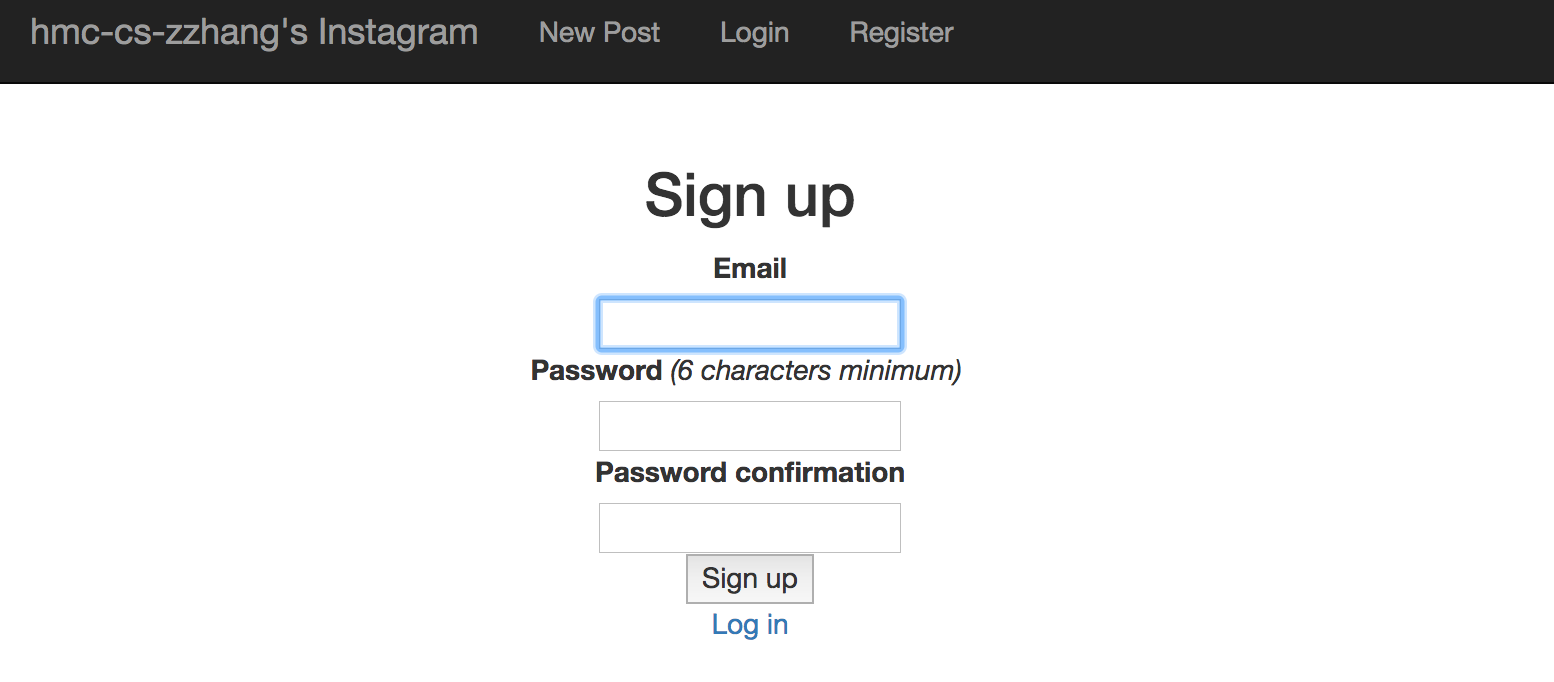 hmc-cs-zzhang's Instagram New Post Login Register
Sign up
Email
Password (6 characters minimum)
Password confirmation
Sign up
Log in